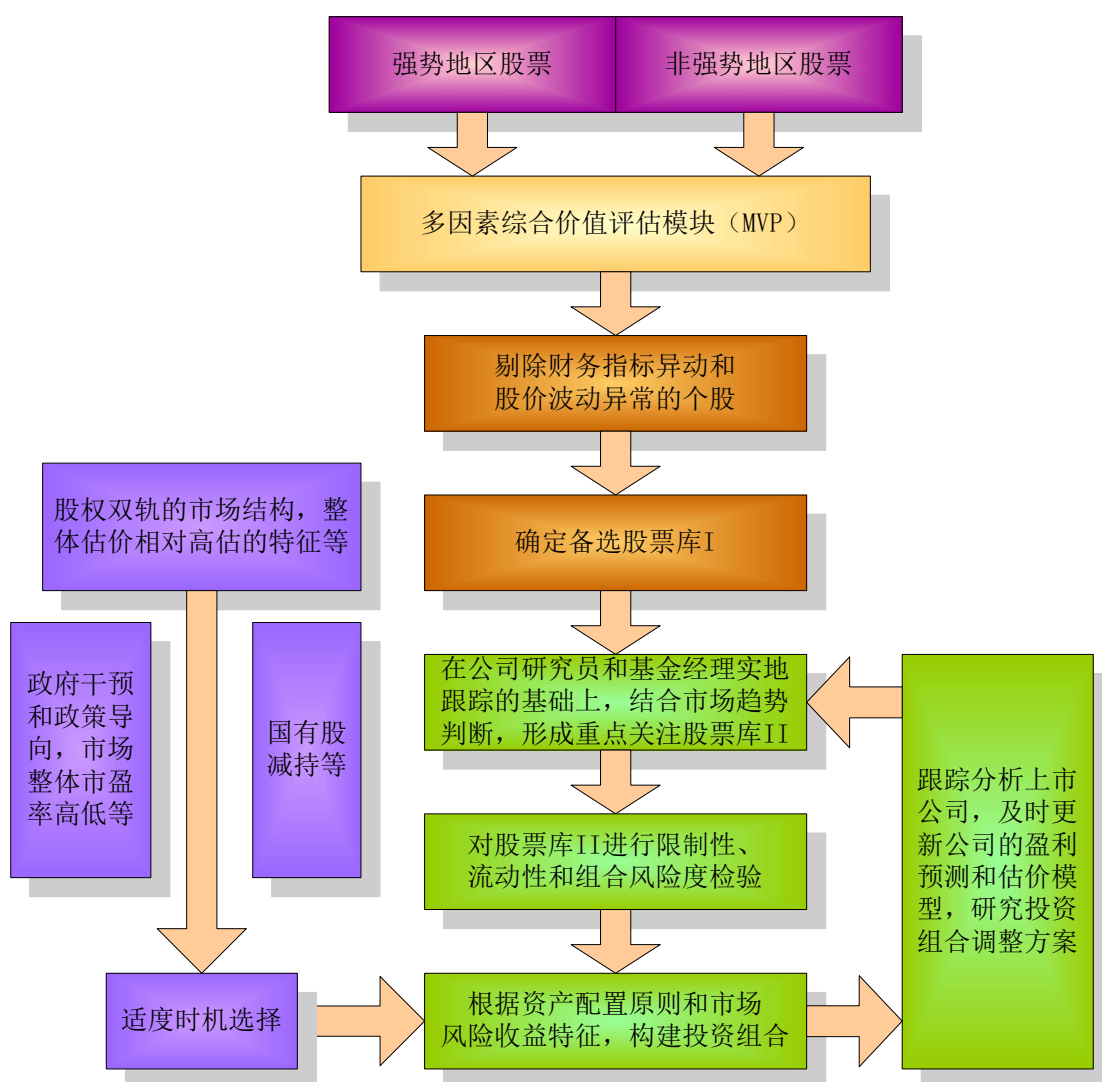 强势地区股票
非强势地区股票
多因素综合价值评估模块（MVP）
剔除财务指标异动和
股价波动异常的个股
股权双轨的市场结构，整
体估价相对高估的特征等
确定备选股票库I
政府干预
和政策导
向，市场
整体市盈
率高低等
国有股
减持等
在公司研究员和基金经理实地
跟踪的基础上，结合市场趋势
判断，形成重点关注股票库II
跟踪分析上市
公司，及时更
新公司的盈利
预测和估价模
型，研究投资
组合调整方案
对股票库II进行限制性、
流动性和组合风险度检验
适度时机选择
根据资产配置原则和市场
风险收益特征，构建投资组合